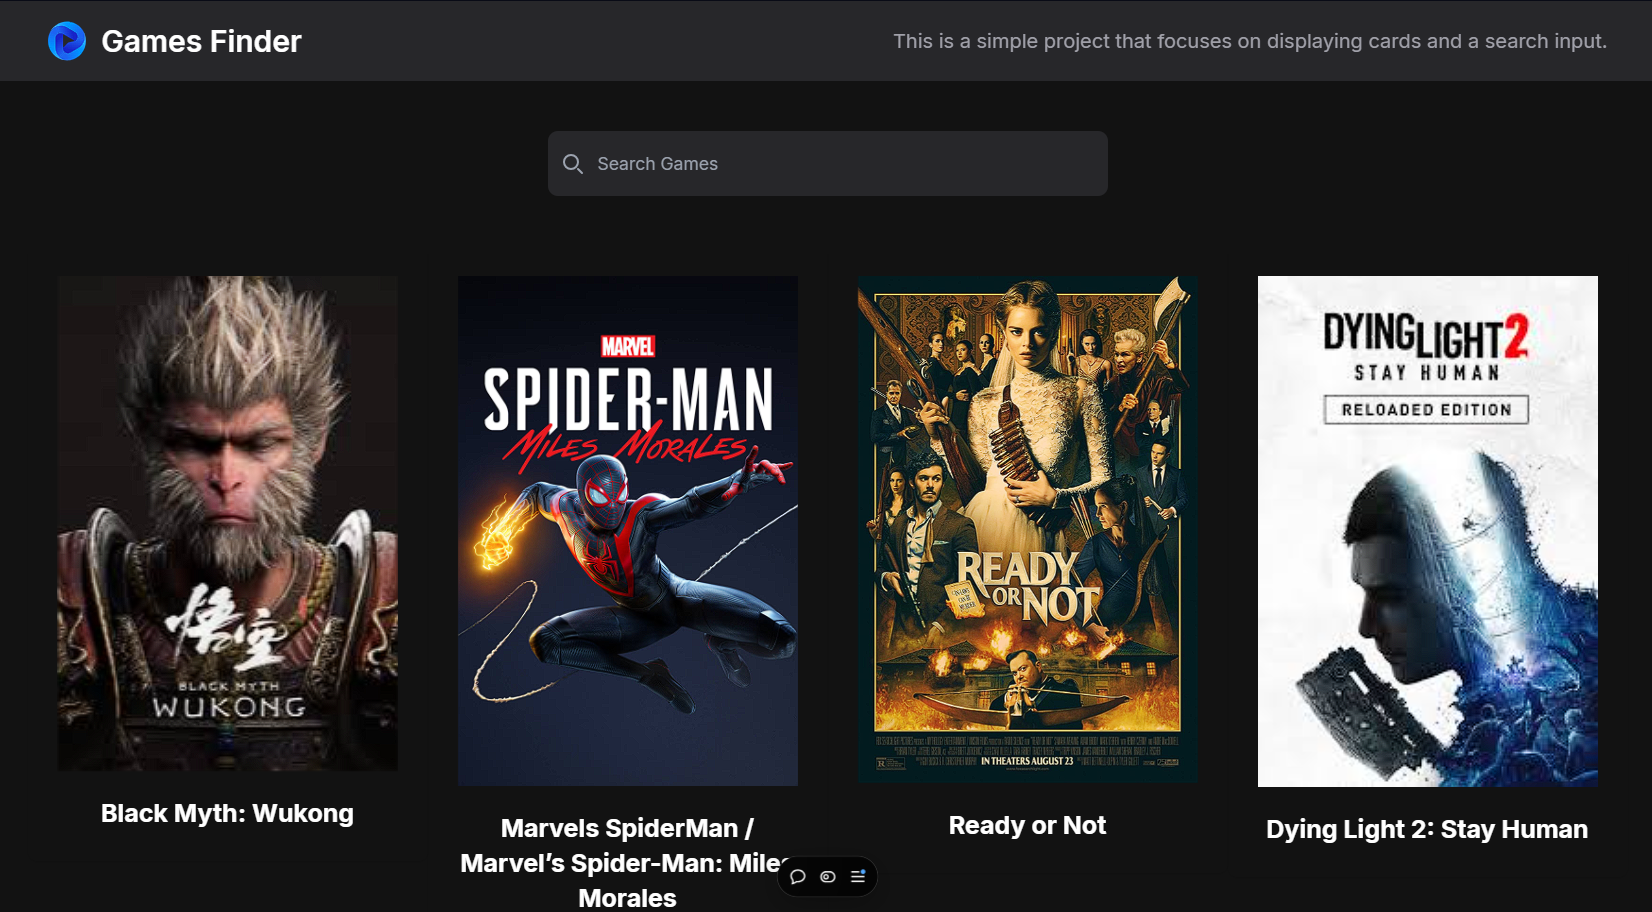 Games Finder
This is a simple project that focuses on displaying cards and a search input.
Search Games
悟空
BLACK MYTH
WUKONG
Black Myth: Wukong
MARVEL
SPIDER-MAN
MILES MORALES
Marvels SpiderMan /
Marvel’s Spider-Man: Miles
Morales
READY
OR NOT
IN THEATERS AUGUST 23
R
Ready or Not
DYING LIGHT 2
STAY HUMAN
RELOADED EDITION
Dying Light 2: Stay Human